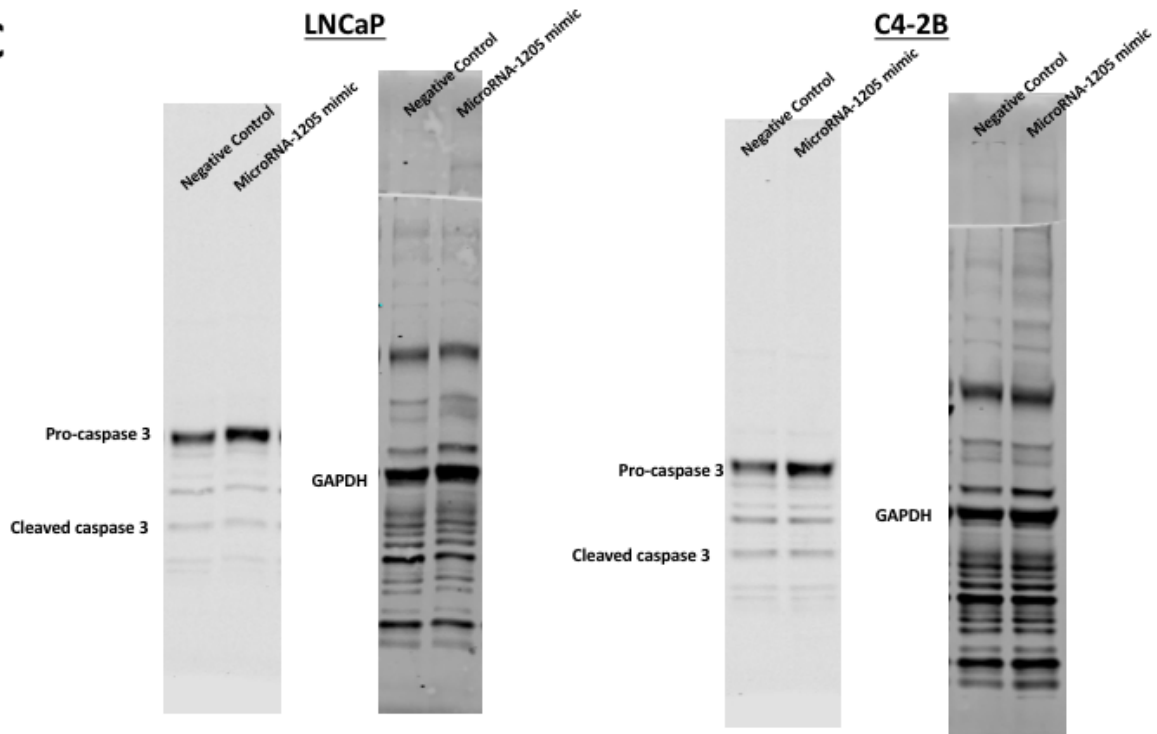 C
LNCaP
C4-2B
Negative Control
MicroRNA-1205 mimic
Negative Control
MicroRNA-1205 mimic
Negative Control
MicroRNA-1205 mimic
Negative Control
MicroRNA-1205 mimic
Pro-caspase 3
GAPDH
Cleaved caspase 3
Pro-caspase 3
GAPDH
Cleaved caspase 3